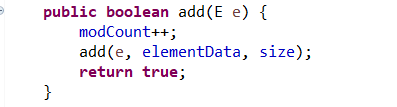 public boolean add(E e) {
modCount++;
add(e, elementData, size);
return true;
}